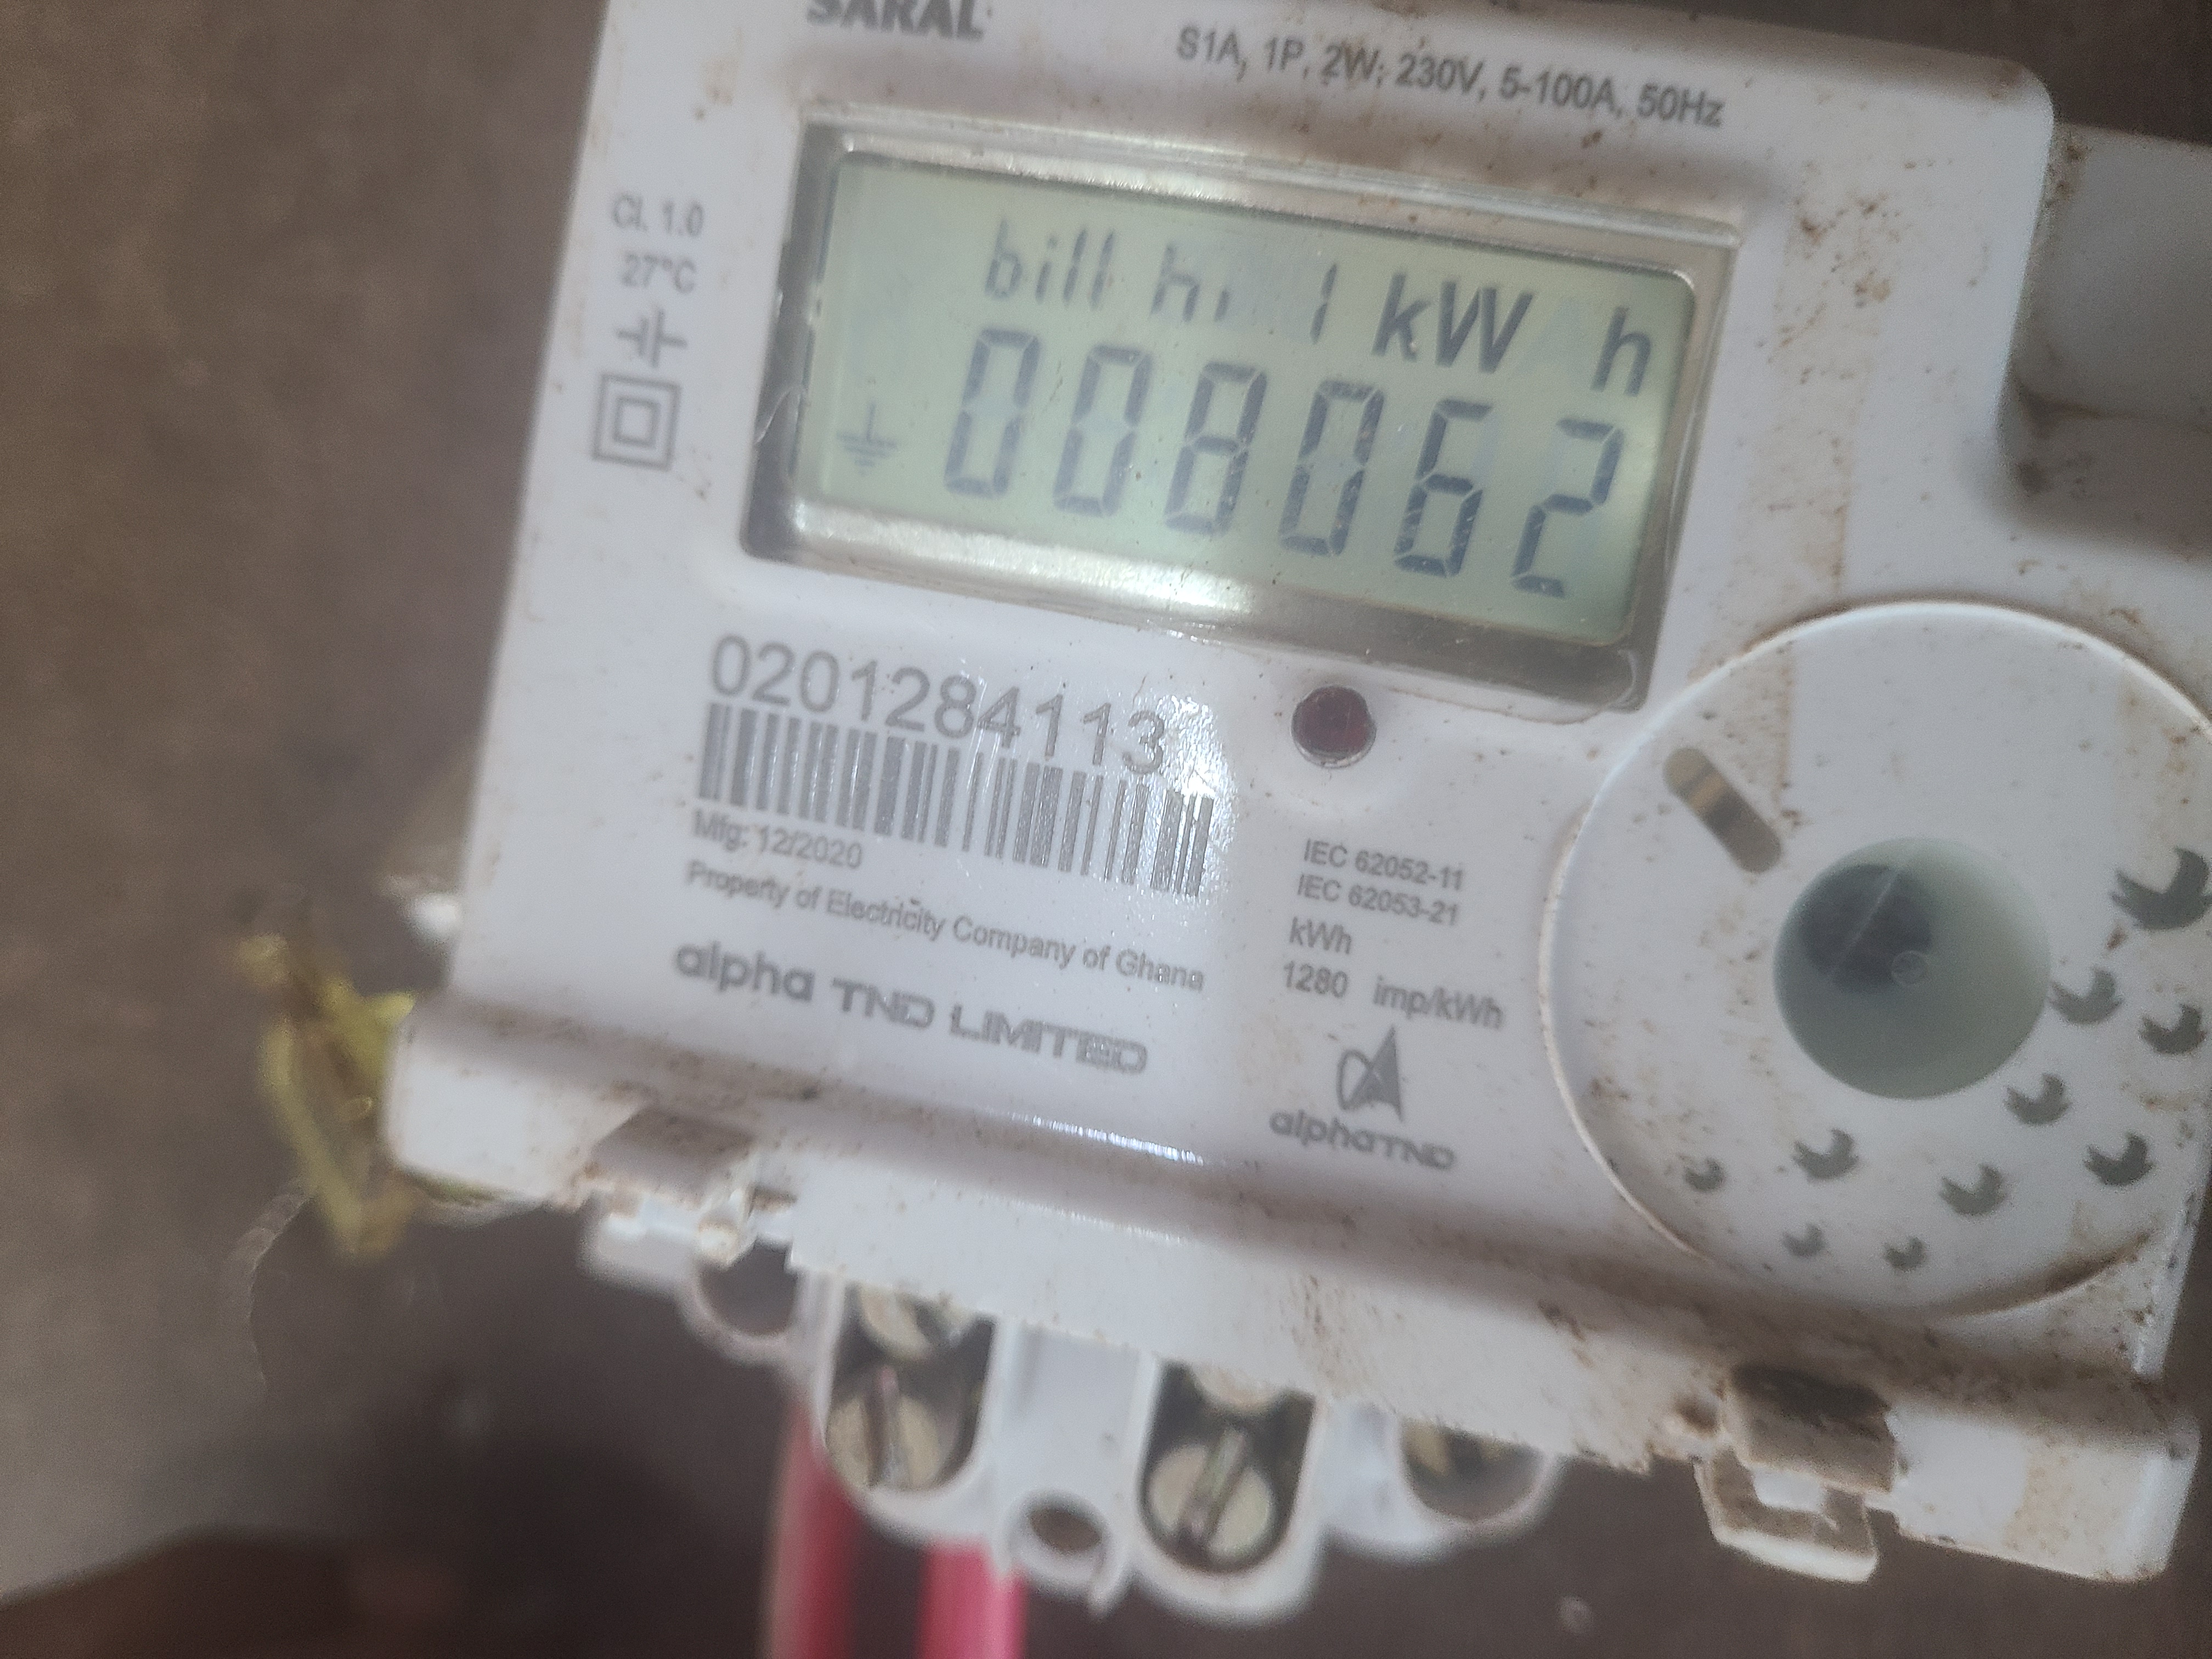 SARAL
S1A, 1P, 2W, 230V, 5-100A, 50Hz
Cl. 1.0
27°C
bill h, 1 kWh
008062
0201284113
Mfg: 12/2020
Property of Electricity Company of Ghana
alpha TND LIMITED
IEC 62052-11
IEC 62053-21
kWh
1280 imp/kWh
alphaTND